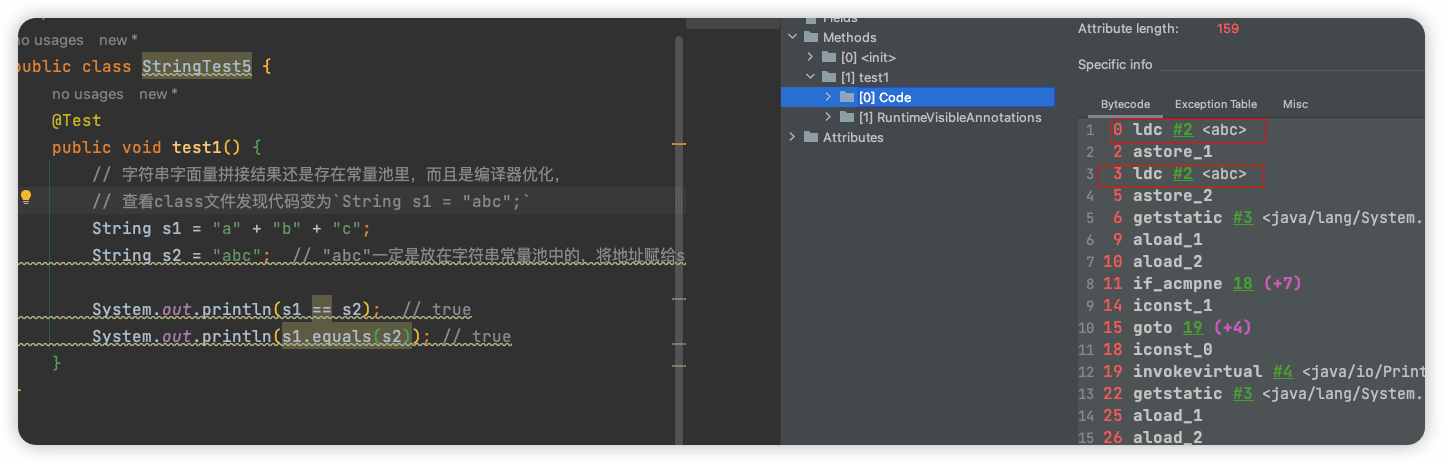 no usages   new *
public class StringTest5 {
no usages   new *
@Test
public void test1() {
// 字符串字面量拼接结果还是存在常量池里，而且是编译器优化，
// 查看class文件发现代码变为`String s1 = "abc";`
String s1 = "a" + "b" + "c";
String s2 = "abc";  // "abc"一定是放在字符串常量池中的，将地址赋给s
System.out.println(s1 == s2);  // true
System.out.println(s1.equals(s2)); // true
}
Fields
Methods
[0] <init>
[1] test1
[0] Code
[1] RuntimeVisibleAnnotations
Attributes
Attribute length:   159
Specific info
Bytecode   Exception Table   Misc
1   0 ldc #2 <abc>
2   2 astore_1
3   3 ldc #2 <abc>
4   5 astore_2
5   6 getstatic #3 <java/lang/System.
6   9 aload_1
7   10 aload_2
8   11 if_acmpne 18 (+7)
9   14 iconst_1
10   15 goto 19 (+4)
11   18 iconst_0
12   19 invokevirtual #4 <java/io/Print
13   22 getstatic #3 <java/lang/System.
14   25 aload_1
15   26 aload_2